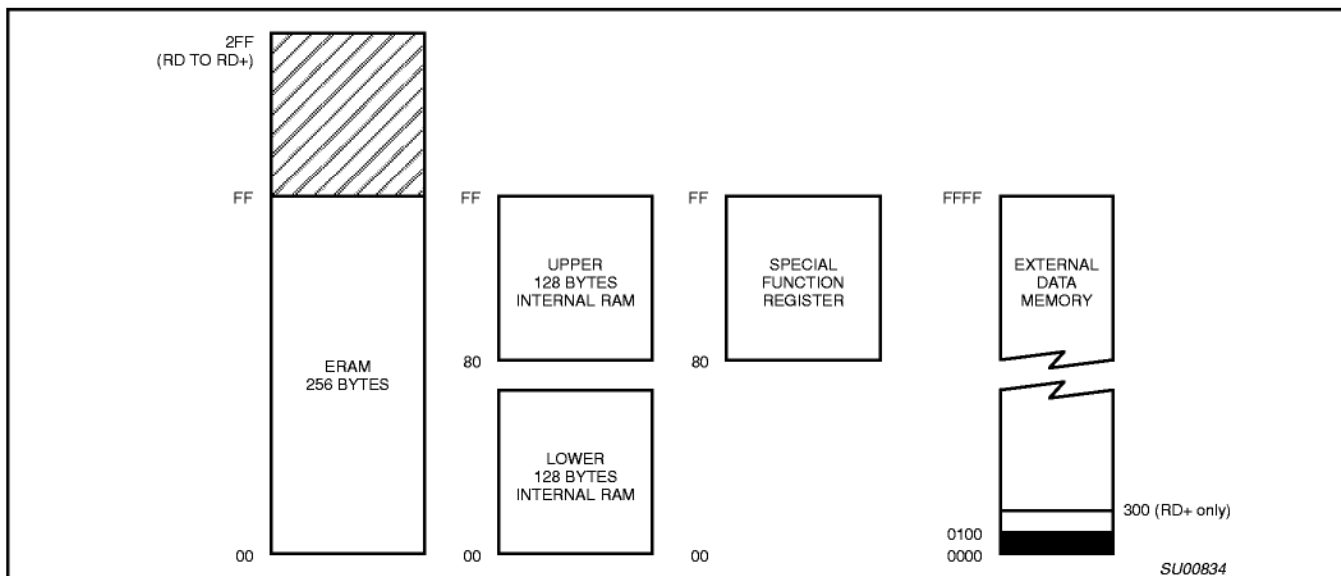 2FF
(RD TO RD+)
FF
ERAM
256 BYTES
00
FF
UPPER
128 BYTES
INTERNAL RAM
80
LOWER
128 BYTES
INTERNAL RAM
00
FF
SPECIAL
FUNCTION
REGISTER
80
00
FFFF
EXTERNAL
DATA
MEMORY
300 (RD+ only)
0100
0000
SU00834